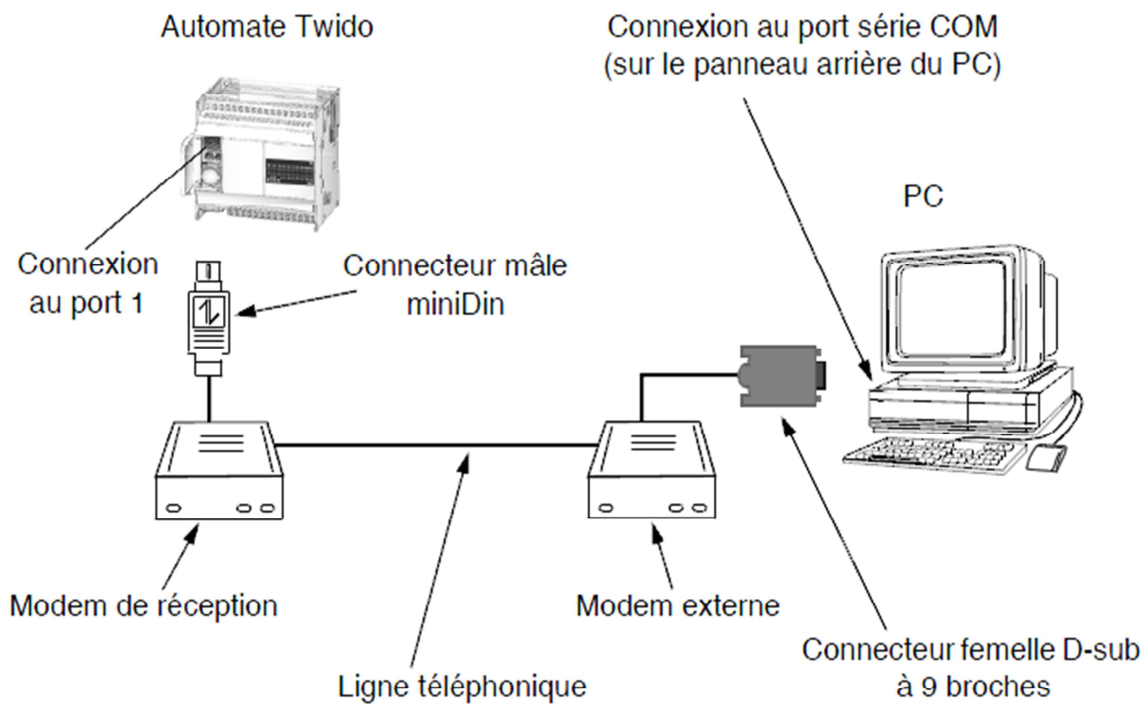 Automate Twido
Connexion au port série COM
(sur le panneau arrière du PC)
PC
Connexion
au port 1
Connecteur mâle
miniDin
Modem de réception
Modem externe
Ligne téléphonique
Connecteur femelle D-sub
à 9 broches